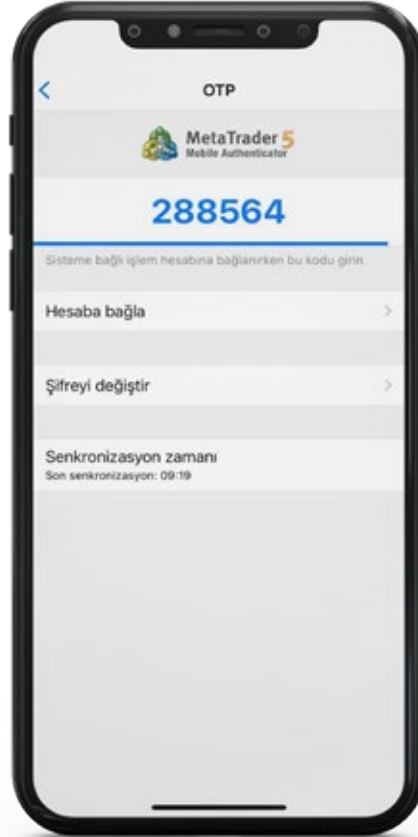 OTP
MetaTrader 5
Mobile Authenticator
288564
Sisteme bağlı işlem hesabına bağlanırken bu kodu girin
Hesaba bağla
Şifreyi değiştir
Senkronizasyon zamanı
Son senkronizasyon: 09:19